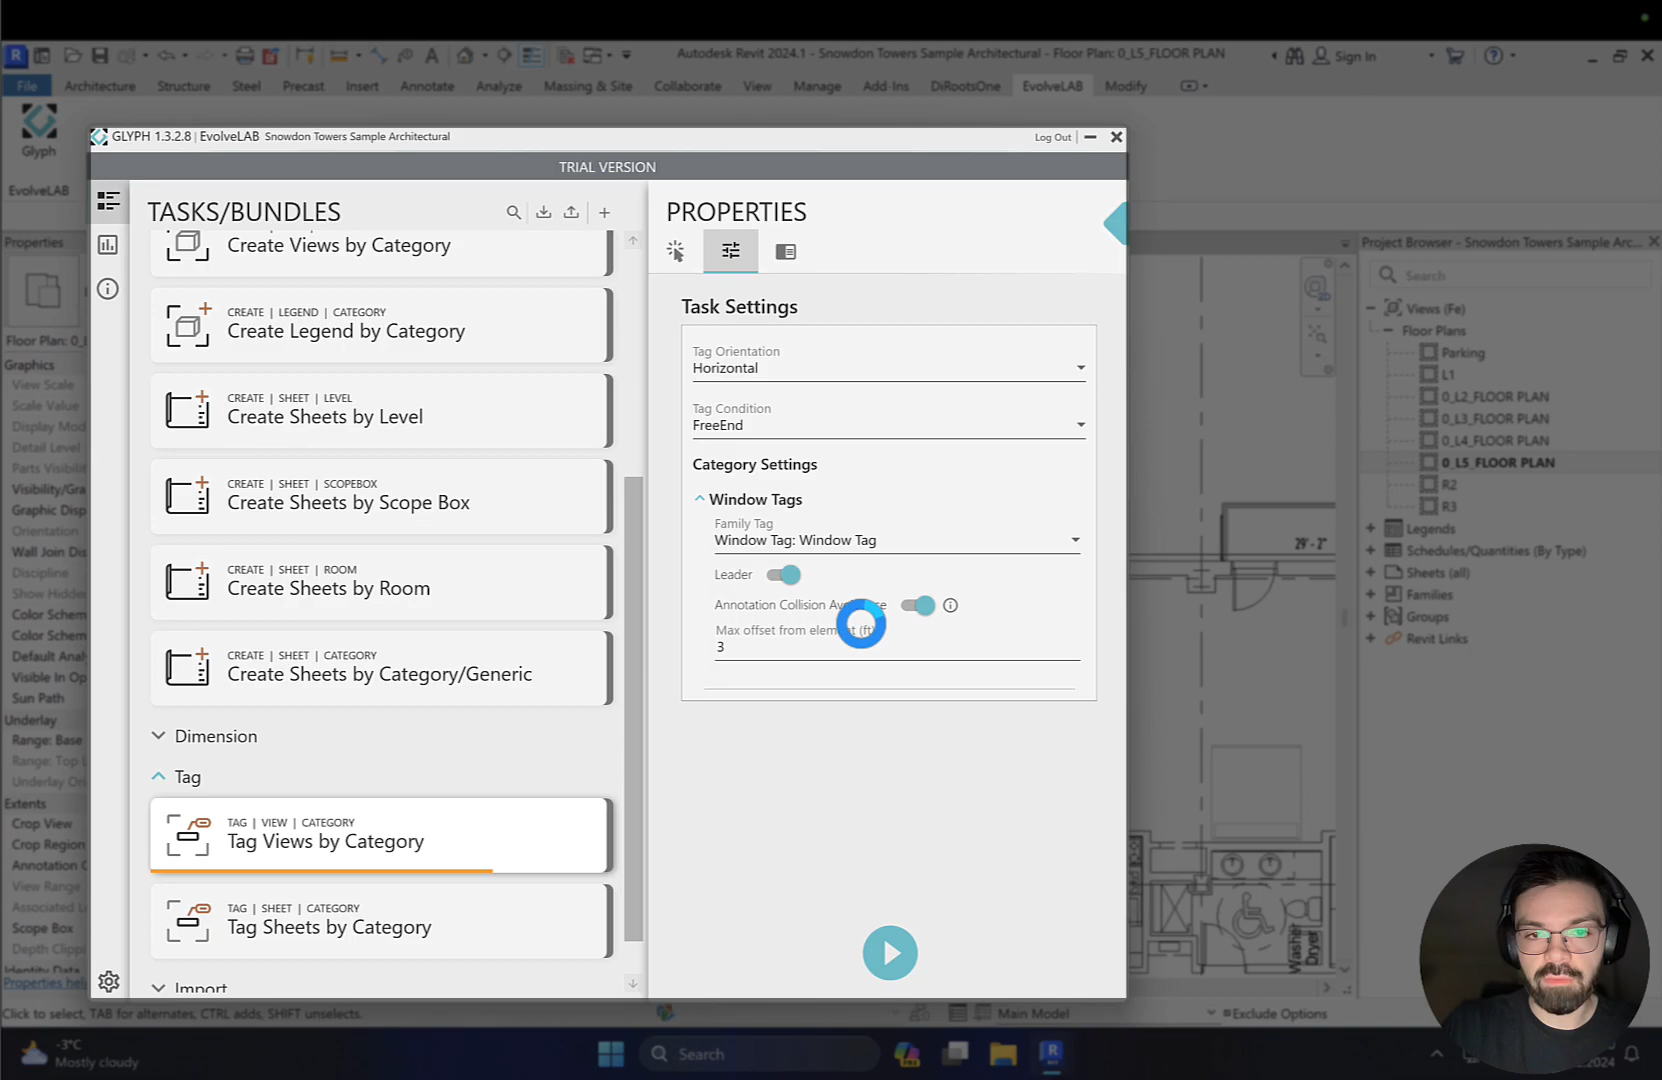 Autodesk Revit 2024.1 - Snowdon Towers Sample Architectural - Floor Plan: 0_L5_FLOOR PLAN
Sign In
File
Architecture
Structure
Steel
Precast
Insert
Annotate
Analyze
Massing & Site
Collaborate
View
Manage
Add-Ins
DiRootsOne
EvolveLAB
Modify
Glyph
EvolveLAB
GLYPH 1.3.2.8 | EvolveLAB Snowdon Towers Sample Architectural
Log Out
TRIAL VERSION
TASKS/BUNDLES
Create Views by Category
CREATE | LEGEND | CATEGORY
Create Legend by Category
CREATE | SHEET | LEVEL
Create Sheets by Level
CREATE | SHEET | SCOPEBOX
Create Sheets by Scope Box
CREATE | SHEET | ROOM
Create Sheets by Room
CREATE | SHEET | CATEGORY
Create Sheets by Category/Generic
Dimension
Tag
TAG | VIEW | CATEGORY
Tag Views by Category
TAG | SHEET | CATEGORY
Tag Sheets by Category
Import
PROPERTIES
Task Settings
Tag Orientation
Horizontal
Tag Condition
FreeEnd
Category Settings
Window Tags
Family Tag
Window Tag: Window Tag
Leader
Annotation Collision
Max offset from element (ft)
3
Properties
Floor Plan: 0_
Graphics
View Scale
Scale Value
Display Mod
Detail Level
Parts Visibility
Visibility/Gra
Graphic Disp
Orientation
Wall Join Dis
Discipline
Show Hidden
Color Schem
Color Schem
System Color
Default Anal
Visible In Op
Sun Path
Underlay
Range: Base
Range: Top L
Underlay Ori
Extents
Crop View
Crop Region
Annotation C
View Range
Associated L
Scope Box
Depth Clippi
Identity Data
Properties help
Project Browser - Snowdon Towers Sample Arc...
Search
Views (Fe)
Floor Plans
Parking
L1
0_L2_FLOOR PLAN
0_L3_FLOOR PLAN
0_L4_FLOOR PLAN
0_L5_FLOOR PLAN
R2
R3
Legends
Schedules/Quantities (By Type)
Sheets (all)
Families
Groups
Revit Links
29' - 2"
Washer
Dryer
Click to select, TAB for alternates, CTRL adds, SHIFT unselects.
Main Model
Exclude Options
-3°C
Mostly cloudy
Search
2024